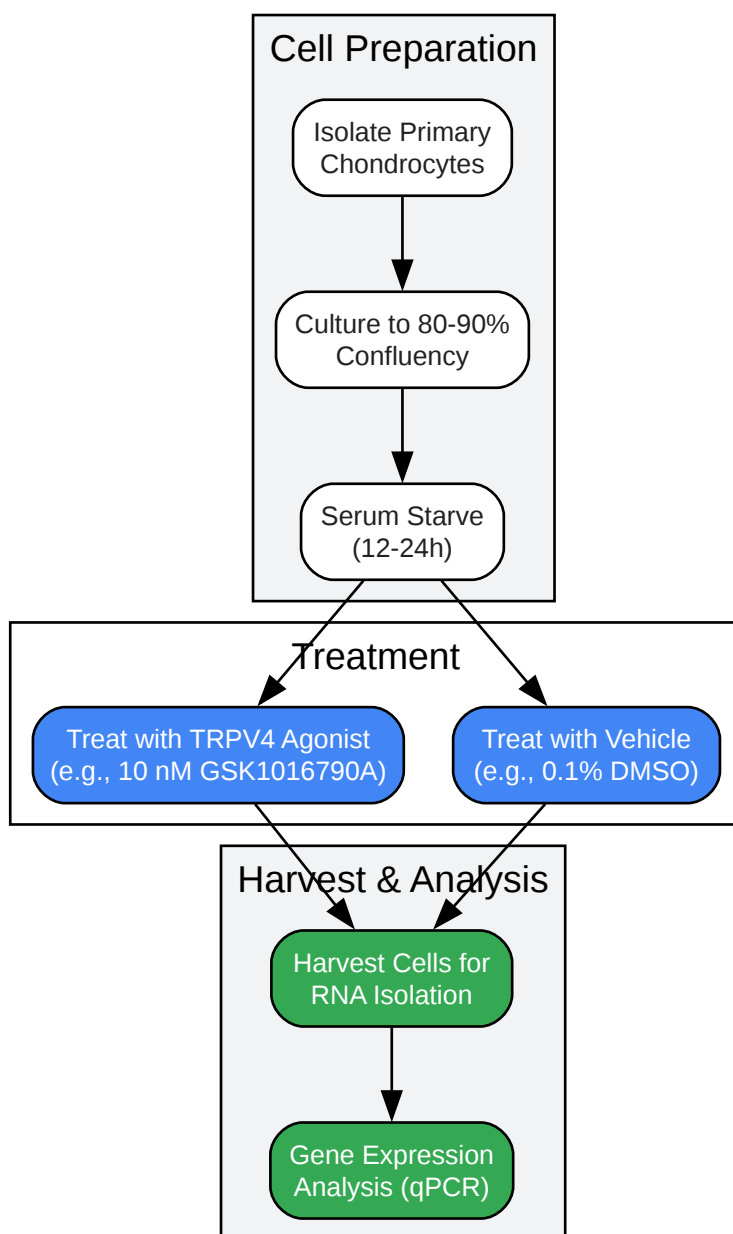 Cell Preparation
Isolate Primary
Chondrocytes
Culture to 80-90%
Confluency
Serum Starve
(12-24h)
Treatment
Treat with TRPV4 Agonist
(e.g., 10 nM GSK1016790A)
Treat with Vehicle
(e.g., 0.1% DMSO)
Harvest & Analysis
Harvest Cells for
RNA Isolation
Gene Expression
Analysis (qPCR)